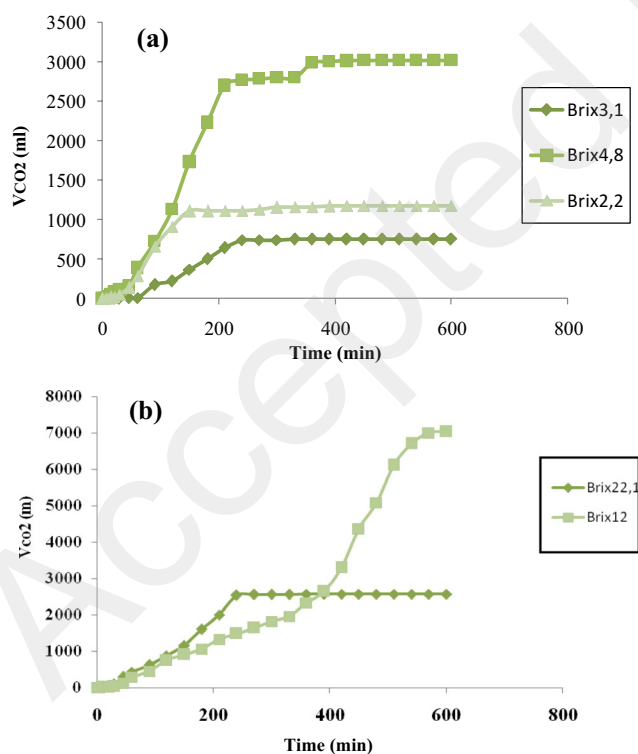 (a)
VCO2 (ml)
3500
3000
2500
2000
1500
1000
500
0
0 200 400 600 800
Time (min)
Brix3,1
Brix4,8
Brix2,2
Accepted
(b)
Vco2 (m)
8000
7000
6000
5000
4000
3000
2000
1000
0
0 200 400 600 800
Time (min)
Brix22,1
Brix12